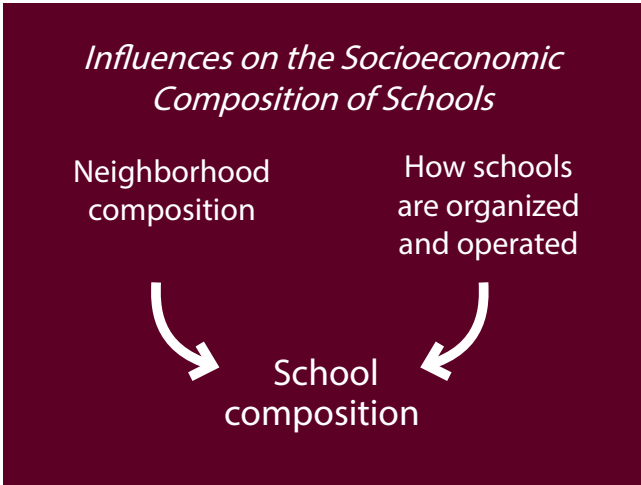 Influences on the Socioeconomic
Composition of Schools
Neighborhood
composition
How schools
are organized
and operated
School
composition